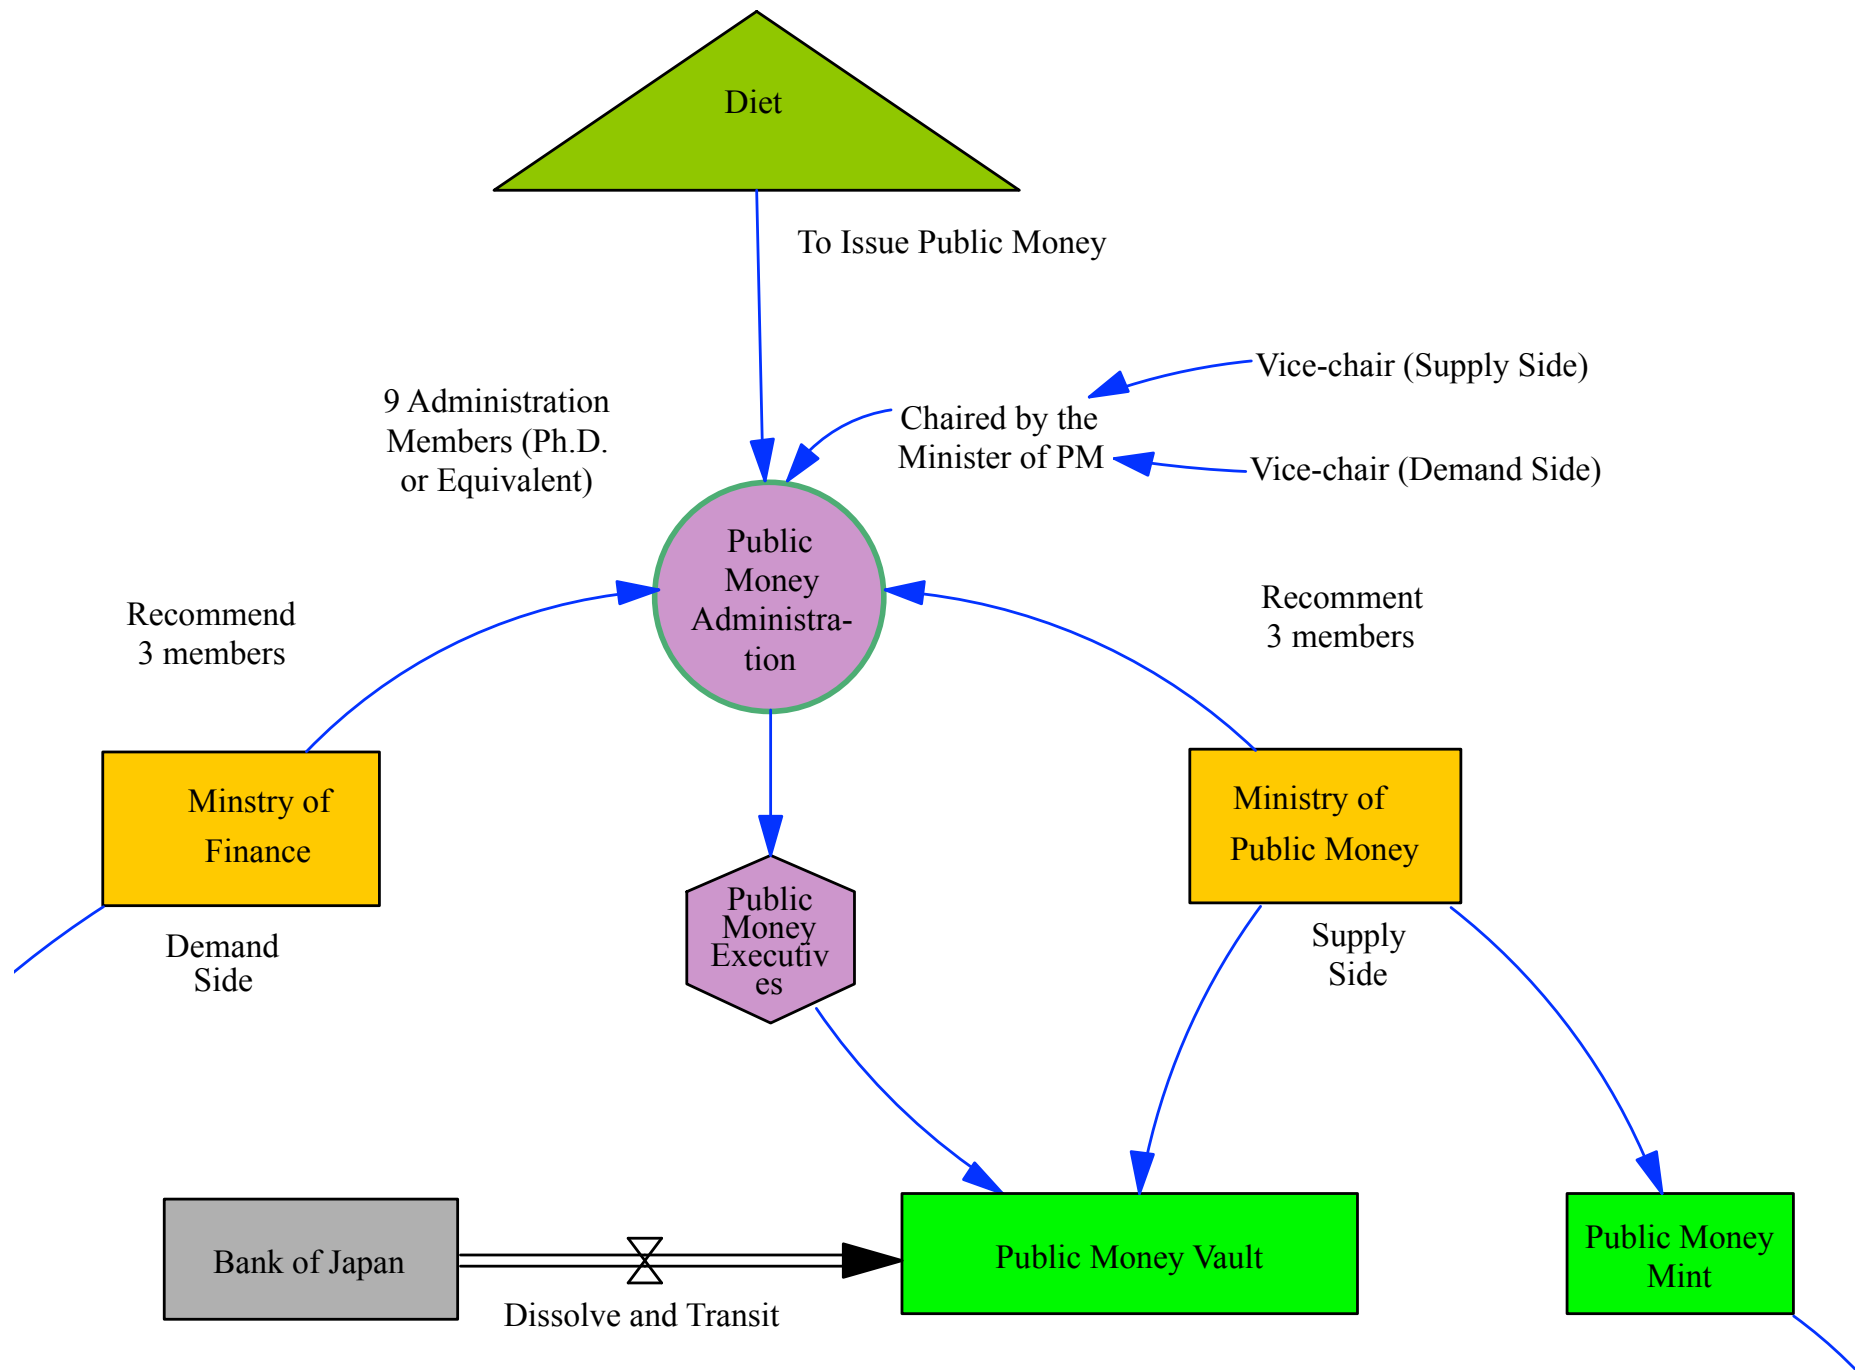 Diet
To Issue Public Money
Vice-chair (Supply Side)
9 Administration
Members (Ph.D.
or Equivalent)
Chaired by the
Minister of PM
Vice-chair (Demand Side)
Public
Money
Administra-
tion
Recommend
3 members
Recomment
3 members
Minstry of
Finance
Ministry of
Public Money
Public
Money
Executiv
es
Demand
Side
Supply
Side
Bank of Japan
Dissolve and Transit
Public Money Vault
Public Money
Mint